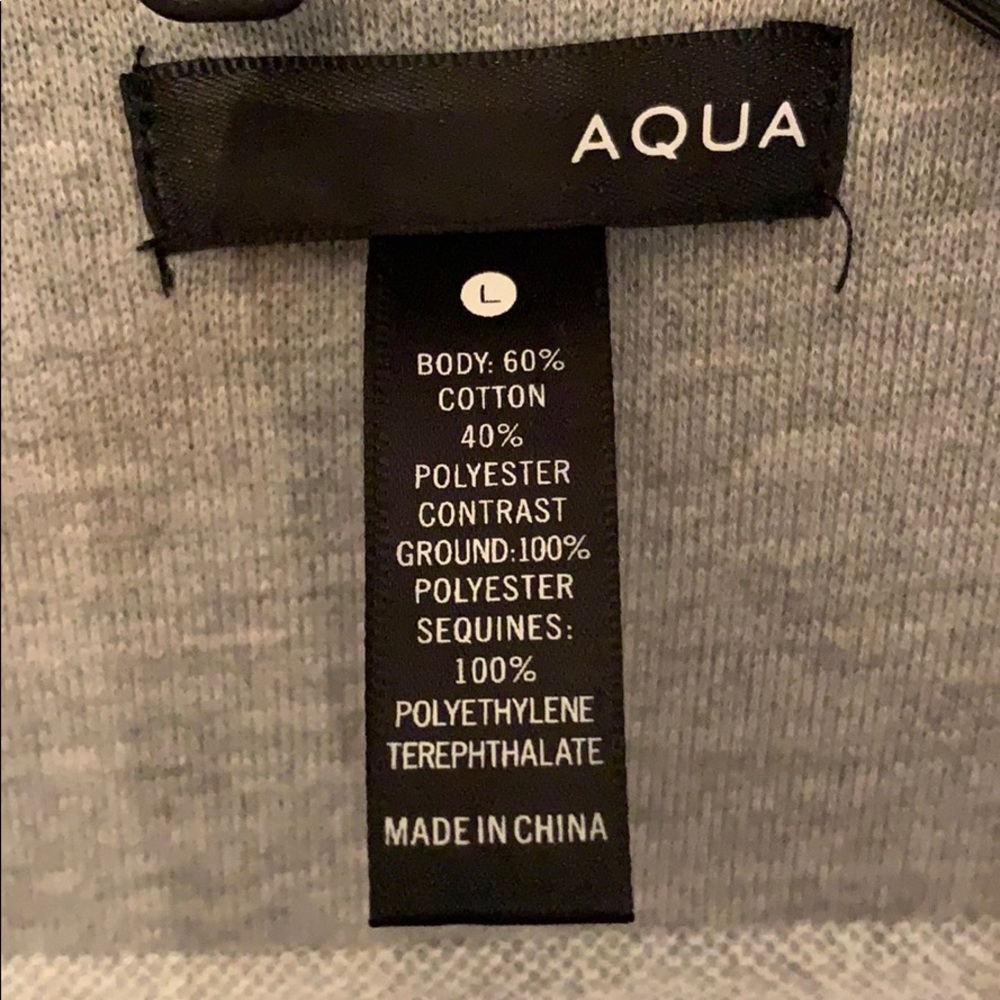 AQUA
L
BODY: 60%
COTTON
40%
POLYESTER
CONTRAST
GROUND:100%
POLYESTER
SEQUINES:
100%
POLYETHYLENE
TEREPHTHALATE
MADE IN CHINA